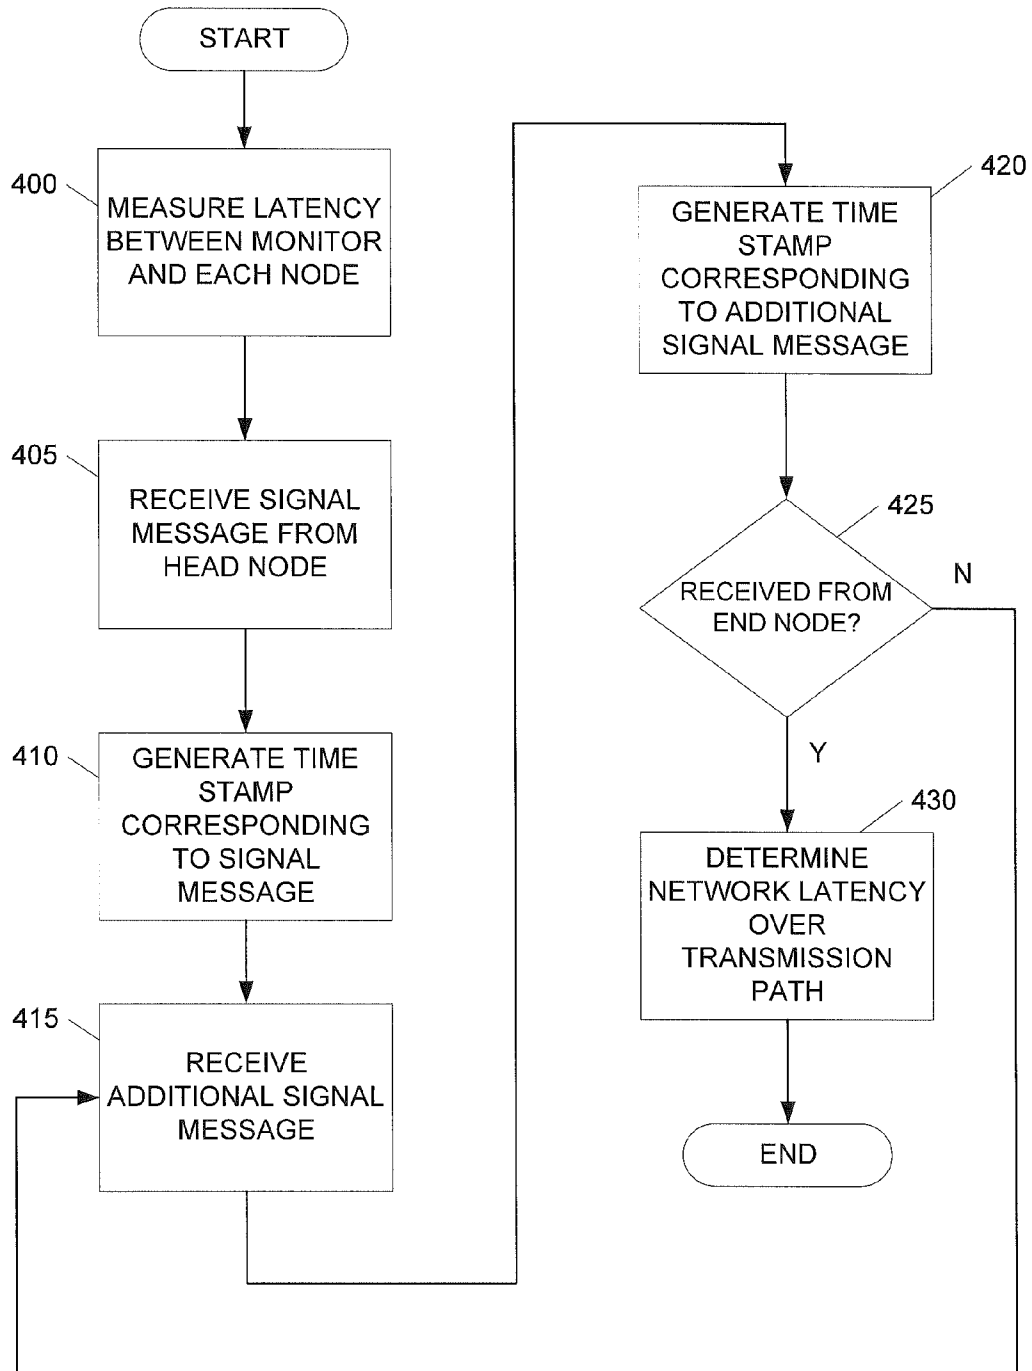 START
400
MEASURE LATENCY
BETWEEN MONITOR
AND EACH NODE
405
RECEIVE SIGNAL
MESSAGE FROM
HEAD NODE
410
GENERATE TIME
STAMP
CORRESPONDING
TO SIGNAL
MESSAGE
415
RECEIVE
ADDITIONAL SIGNAL
MESSAGE
420
GENERATE TIME
STAMP
CORRESPONDING
TO ADDITIONAL
SIGNAL MESSAGE
425
RECEIVED FROM
END NODE?
N
Y
430
DETERMINE
NETWORK LATENCY
OVER
TRANSMISSION
PATH
END